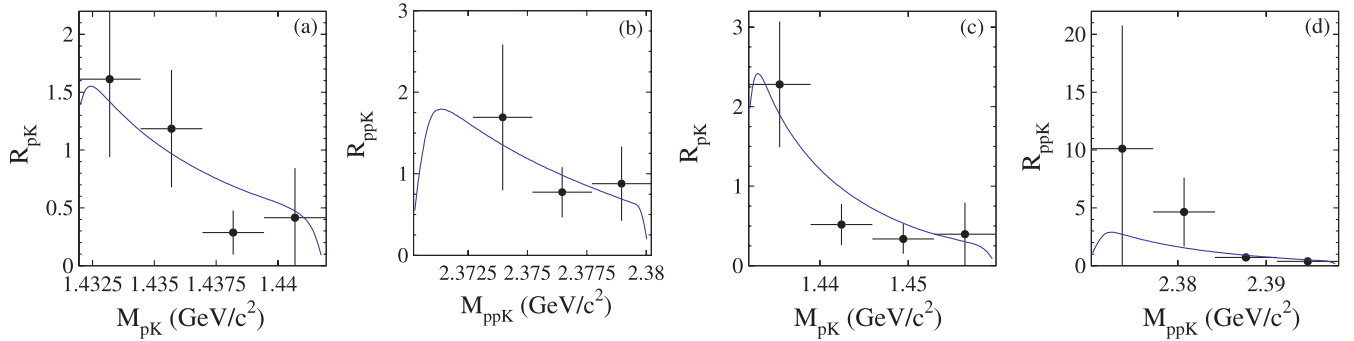 (a)
R_pK
2
1.5
1
0.5
0
1.4325 1.435 1.4375 1.44
M_pK (GeV/c²)
(b)
R_ppK
3
2
1
0
2.3725 2.375 2.3775 2.38
M_ppK (GeV/c²)
(c)
R_pK
3
2
1
0
1.44 1.45
M_pK (GeV/c²)
(d)
R_ppK
20
15
10
5
0
2.38 2.39
M_ppK (GeV/c²)